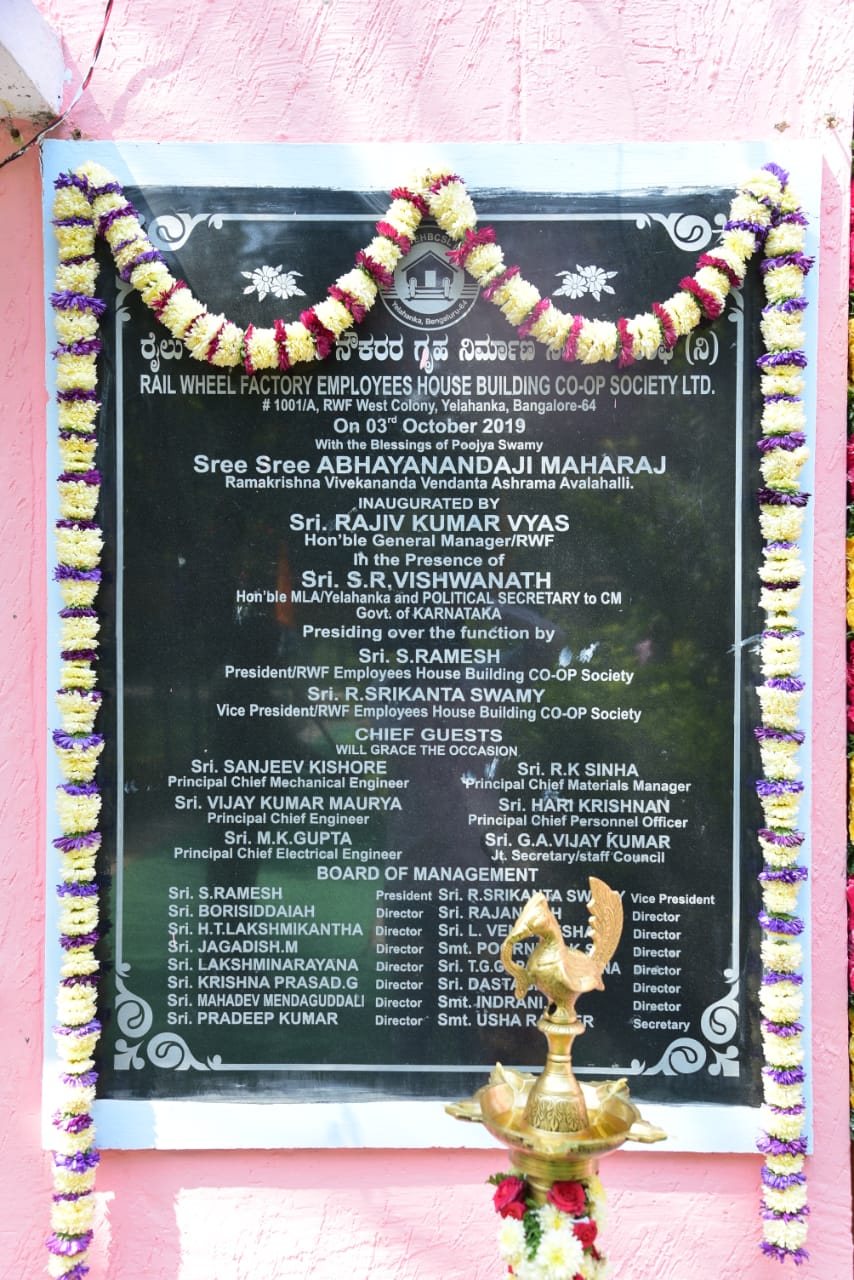 EHBCSL
Yelahanka, Bengaluru-64
ರೈಲು ನೌಕರರ ಗೃಹ ನಿರ್ಮಾಣ (ನಿ)
RAIL WHEEL FACTORY EMPLOYEES HOUSE BUILDING CO-OP SOCIETY LTD.
# 1001/A, RWF West Colony, Yelahanka, Bangalore-64
On 03rd October 2019
With the Blessings of Poojya Swamy
Sree Sree ABHAYANANDAJI MAHARAJ
Ramakrishna Vivekananda Vendanta Ashrama Avalahalli.
INAUGURATED BY
Sri. RAJIV KUMAR VYAS
Hon'ble General Manager/RWF
In the Presence of
Sri. S.R.VISHWANATH
Hon'ble MLA/Yelahanka and POLITICAL SECRETARY to CM
Govt. of KARNATAKA
Presiding over the function by
Sri. S.RAMESH
President/RWF Employees House Building CO-OP Society
Sri. R.SRIKANTA SWAMY
Vice President/RWF Employees House Building CO-OP Society
CHIEF GUESTS
WILL GRACE THE OCCASION
Sri. SANJEEV KISHORE Sri. R.K SINHA
Principal Chief Mechanical Engineer Principal Chief Materials Manager
Sri. VIJAY KUMAR MAURYA Sri. HARI KRISHNAN
Principal Chief Engineer Principal Chief Personnel Officer
Sri. M.K.GUPTA Sri. G.A.VIJAY KUMAR
Principal Chief Electrical Engineer Jt. Secretary/staff Council
BOARD OF MANAGEMENT
Sri. S.RAMESH President Sri. R.SRIKANTA SWAMY Vice President
Sri. BORISIDDAIAH Director Sri. Director
Sri. H.T.LAKSHMIKANTHA Director Sri. L. Director
Sri. JAGADISH.M Director Smt. Director
Sri. LAKSHMINARAYANA Director Sri. Director
Sri. KRISHNA PRASAD.G Director Sri. Director
Sri. MAHADEV MENDAGUDDALI Director Smt. INDRANI. Director
Sri. PRADEEP KUMAR Director Smt. USHA Secretary